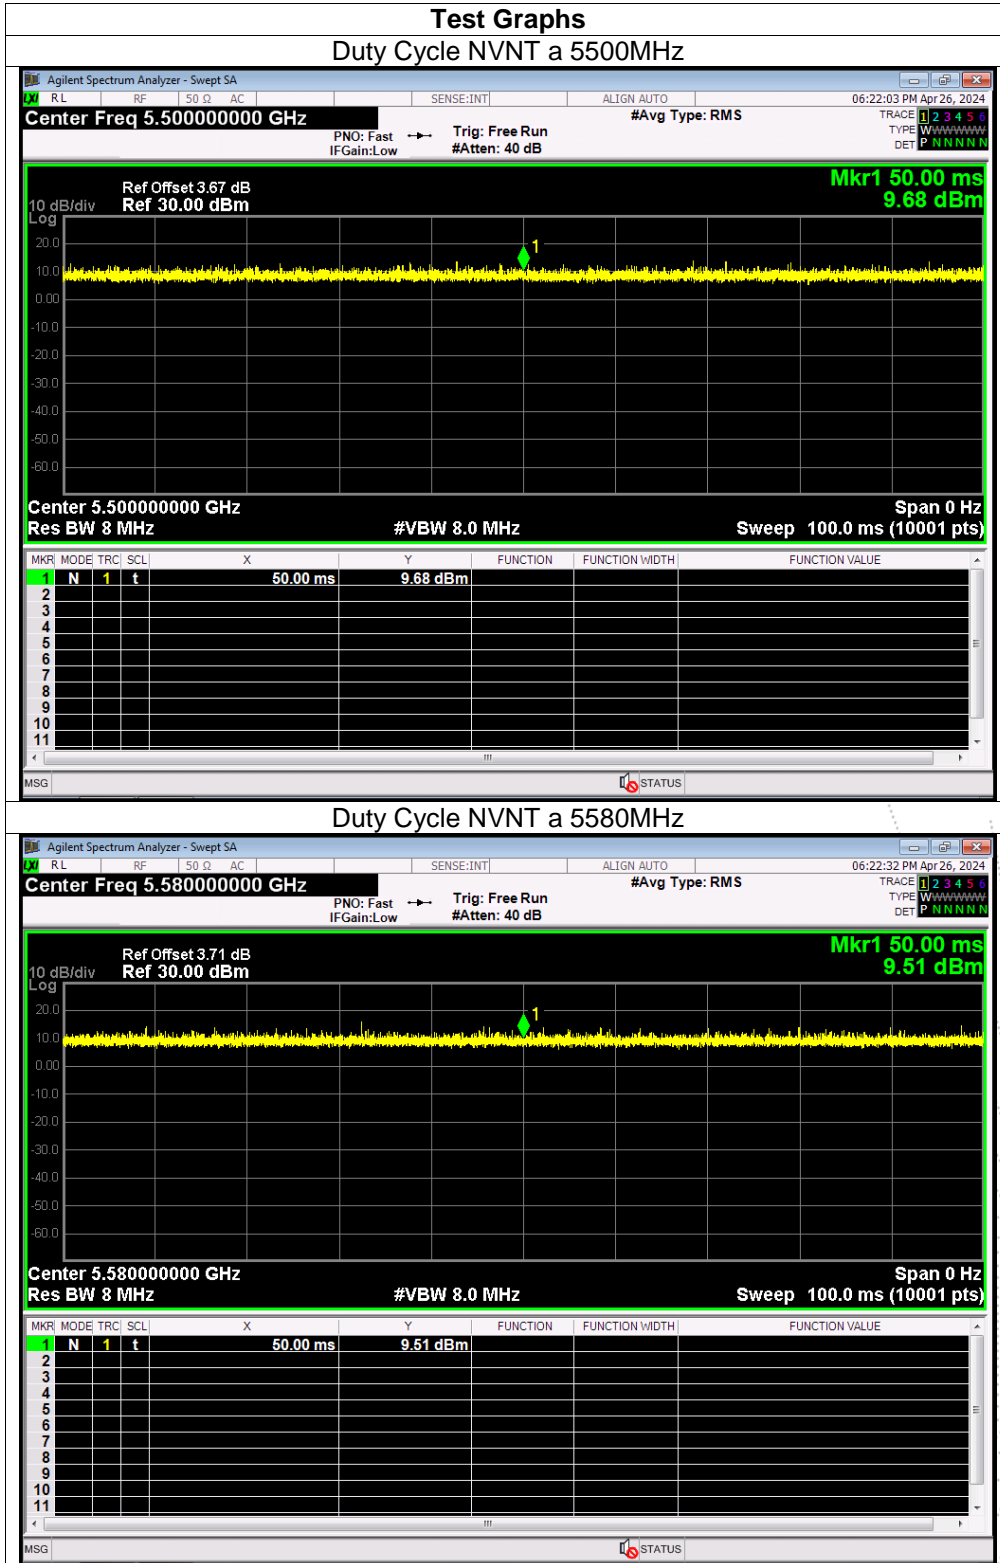 Test Graphs
Duty Cycle NVNT a 5500MHz
Agilent Spectrum Analyzer - Swept SA
LXI RL RF 50 Ω AC SENSE:INT ALIGN AUTO 06:22:03 PM Apr 26, 2024
Center Freq 5.500000000 GHz #Avg Type: RMS TRACE 1 2 3 4 5 6
PNO: Fast Trig: Free Run TYPE WWWWWW
IFGain:Low #Atten: 40 dB DET P N N N N N
Mkr1 50.00 ms
Ref Offset 3.67 dB
10 dB/div Ref 30.00 dBm 9.68 dBm
Log
20.0
1
10.0
0.00
-10.0
-20.0
-30.0
-40.0
-50.0
-60.0
Center 5.500000000 GHz Span 0 Hz
Res BW 8 MHz #VBW 8.0 MHz Sweep 100.0 ms (10001 pts)
MKR MODE TRC SCL X Y FUNCTION FUNCTION WIDTH FUNCTION VALUE
1 N 1 t 50.00 ms 9.68 dBm
2
3
4
5
6
7
8
9
10
11
MSG STATUS
Duty Cycle NVNT a 5580MHz
Agilent Spectrum Analyzer - Swept SA
LXI RL RF 50 Ω AC SENSE:INT ALIGN AUTO 06:22:32 PM Apr 26, 2024
Center Freq 5.580000000 GHz #Avg Type: RMS TRACE 1 2 3 4 5 6
PNO: Fast Trig: Free Run TYPE WWWWWW
IFGain:Low #Atten: 40 dB DET P N N N N N
Mkr1 50.00 ms
Ref Offset 3.71 dB
10 dB/div Ref 30.00 dBm 9.51 dBm
Log
20.0
1
10.0
0.00
-10.0
-20.0
-30.0
-40.0
-50.0
-60.0
Center 5.580000000 GHz Span 0 Hz
Res BW 8 MHz #VBW 8.0 MHz Sweep 100.0 ms (10001 pts)
MKR MODE TRC SCL X Y FUNCTION FUNCTION WIDTH FUNCTION VALUE
1 N 1 t 50.00 ms 9.51 dBm
2
3
4
5
6
7
8
9
10
11
MSG STATUS